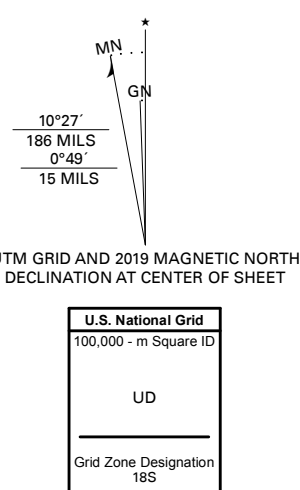 ★
MN
GN
10°27´
186 MILS
0°49´
15 MILS
UTM GRID AND 2019 MAGNETIC NORTH
DECLINATION AT CENTER OF SHEET
U.S. National Grid
100,000 - m Square ID
UD
Grid Zone Designation
18S